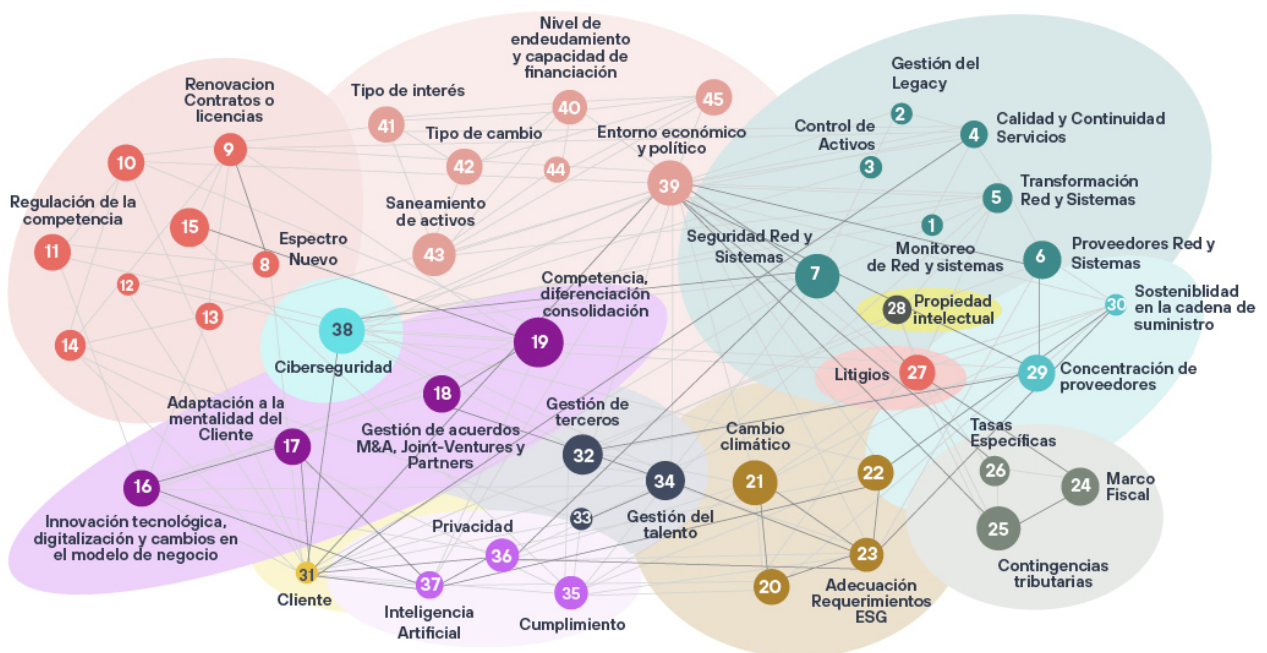 Nivel de
endeudamiento
y capacidad de
financiación
40
45
Tipo de interés
41
Tipo de cambio
42
44
Entorno económico
y político
39
Saneamiento
de activos
43
Renovacion
Contratos o
licencias
9
10
Regulación de la
competencia
11
15
Espectro
Nuevo
8
12
13
14
Gestión del
Legacy
2
Control de
Activos
3
4
Calidad y Continuidad
Servicios
5
Transformación
Red y Sistemas
1
Monitoreo
de Red y sistemas
Seguridad Red y
Sistemas
7
6
Proveedores Red y
Sistemas
28
Propiedad
intelectual
30
Sosteniblidad
en la cadena de
suministro
Litigios
27
29
Concentración de
proveedores
38
Ciberseguridad
Competencia,
diferenciación
consolidación
19
18
Gestión de acuerdos
M&A, Joint-Ventures y
Partners
Adaptación a la
mentalidad del
Cliente
17
16
Innovación tecnológica,
digitalización y cambios en
el modelo de negocio
Gestión de
terceros
32
34
33
Gestión del
talento
Cambio
climático
21
22
23
20
Adecuación
Requerimientos
ESG
Tasas
Específicas
26
24
Marco
Fiscal
25
Contingencias
tributarias
31
Cliente
Privacidad
36
37
Inteligencia
Artificial
35
Cumplimiento